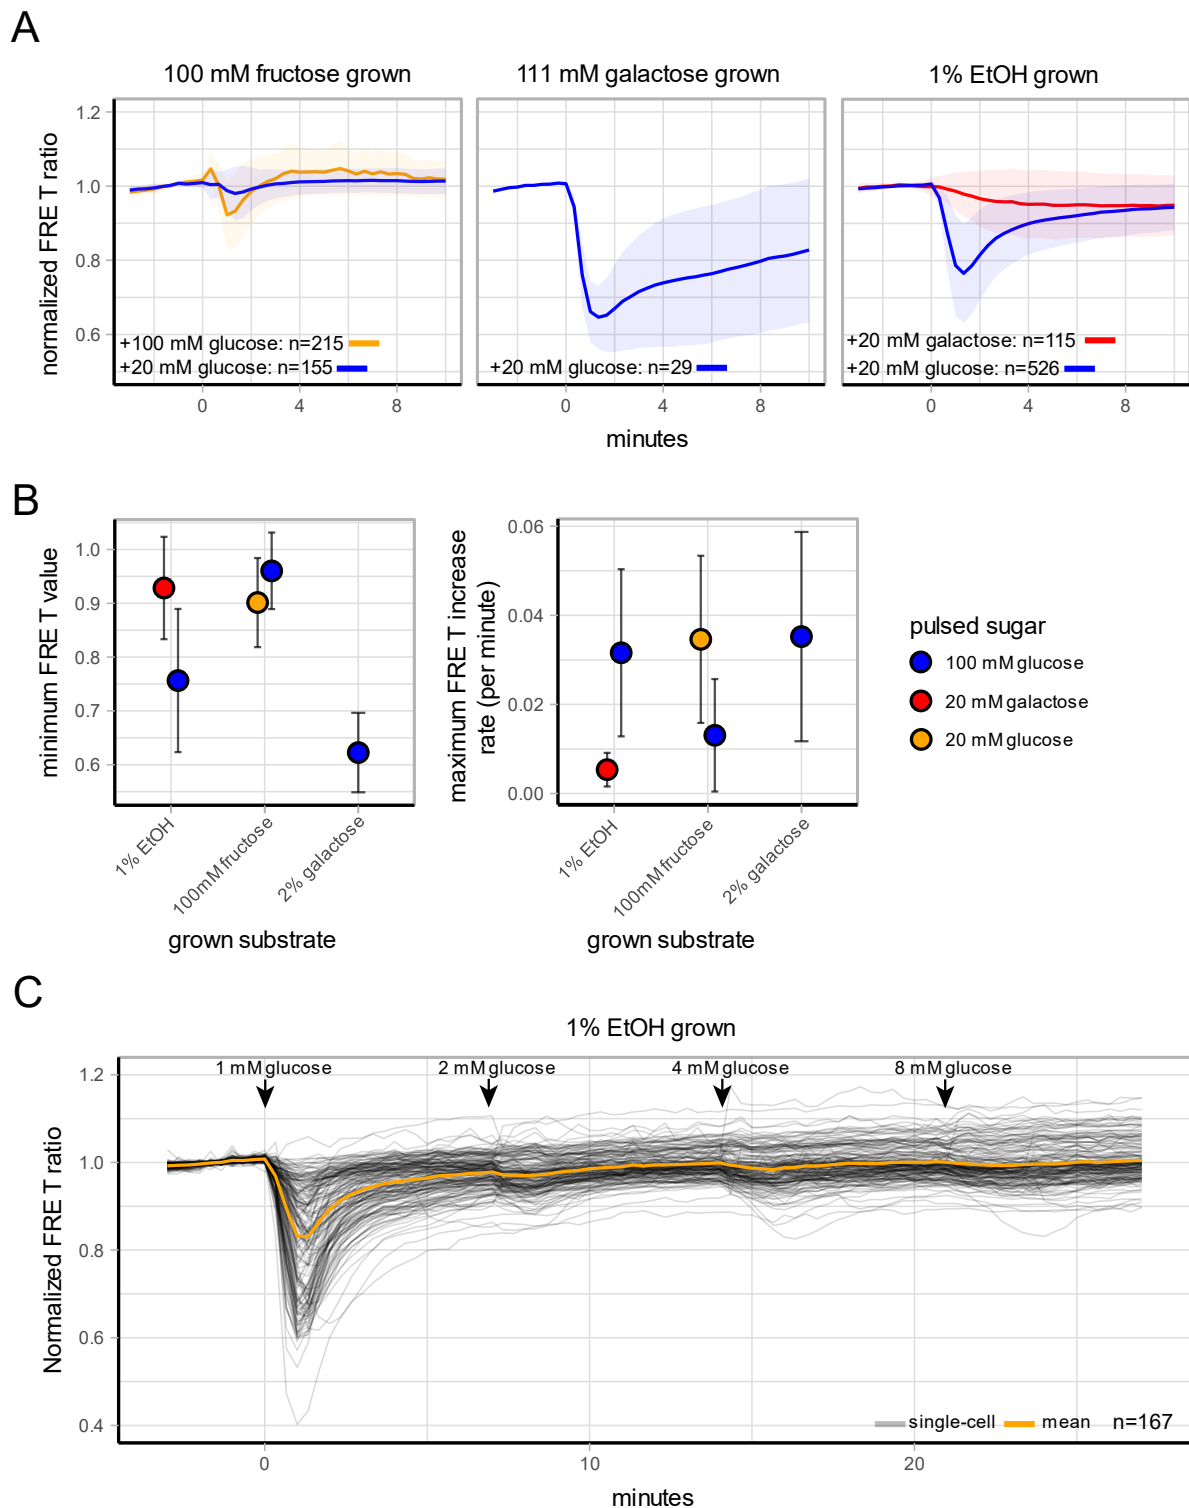 A
100 mM fructose grown
111 mM galactose grown
1% EtOH grown
normalized FRE T ratio
1.2
1.0
0.8
0.6
+100 mM glucose: n=215
+20 mM glucose: n=155
+20 mM glucose: n=29
+20 mM galactose: n=115
+20 mM glucose: n=526
0 4 8
0 4 8
0 4 8
minutes
B
minimum FRE T value
1.0
0.9
0.8
0.7
0.6
1% EtOH
100mM fructose
2% galactose
grown substrate
maximum FRE T increase
rate (per minute)
0.06
0.04
0.02
0.00
1% EtOH
100mM fructose
2% galactose
grown substrate
pulsed sugar
100 mM glucose
20 mM galactose
20 mM glucose
C
1% EtOH grown
Normalized FRE T ratio
1.2
1.0
0.8
0.6
0.4
1 mM glucose
2 mM glucose
4 mM glucose
8 mM glucose
single-cell mean n=167
0 10 20
minutes